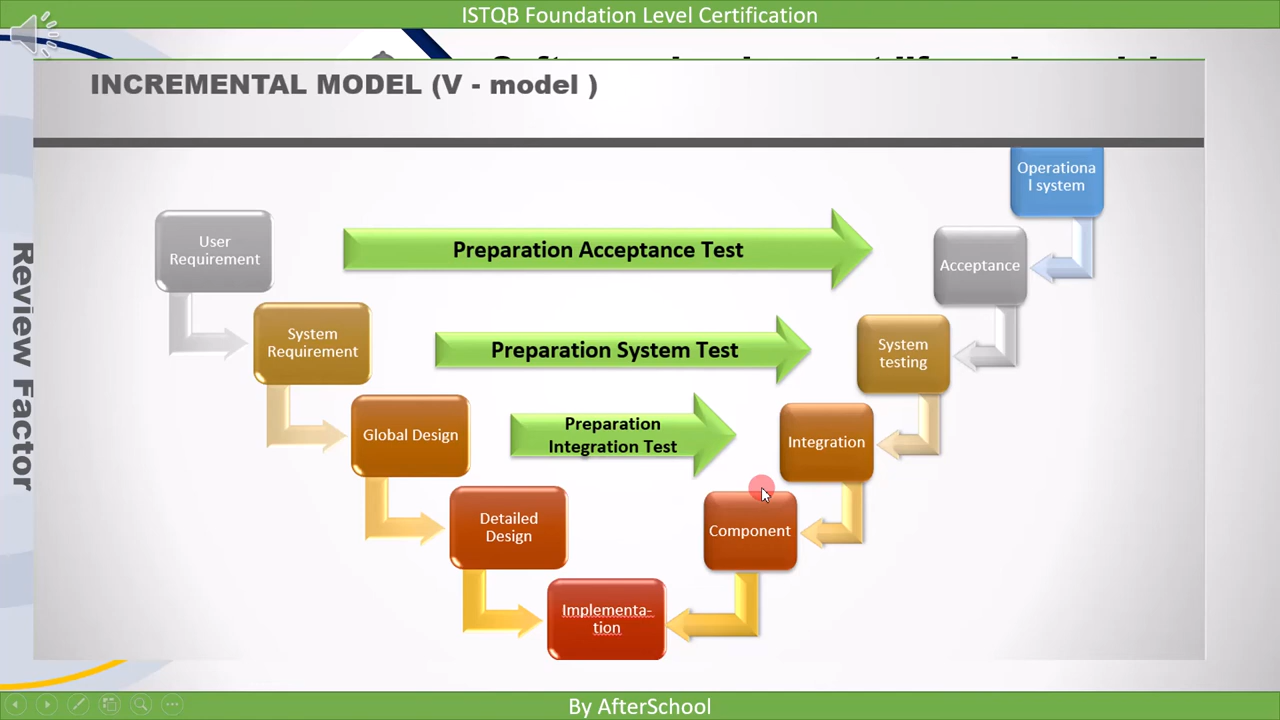 ISTQB Foundation Level Certification
INCREMENTAL MODEL (V - model )
Operationa
l system
User
Requirement
Preparation Acceptance Test
Acceptance
System
Requirement
Preparation System Test
System
testing
Global Design
Preparation
Integration Test
Integration
Detailed
Design
Component
Implementa-
tion
Review Factor
By AfterSchool